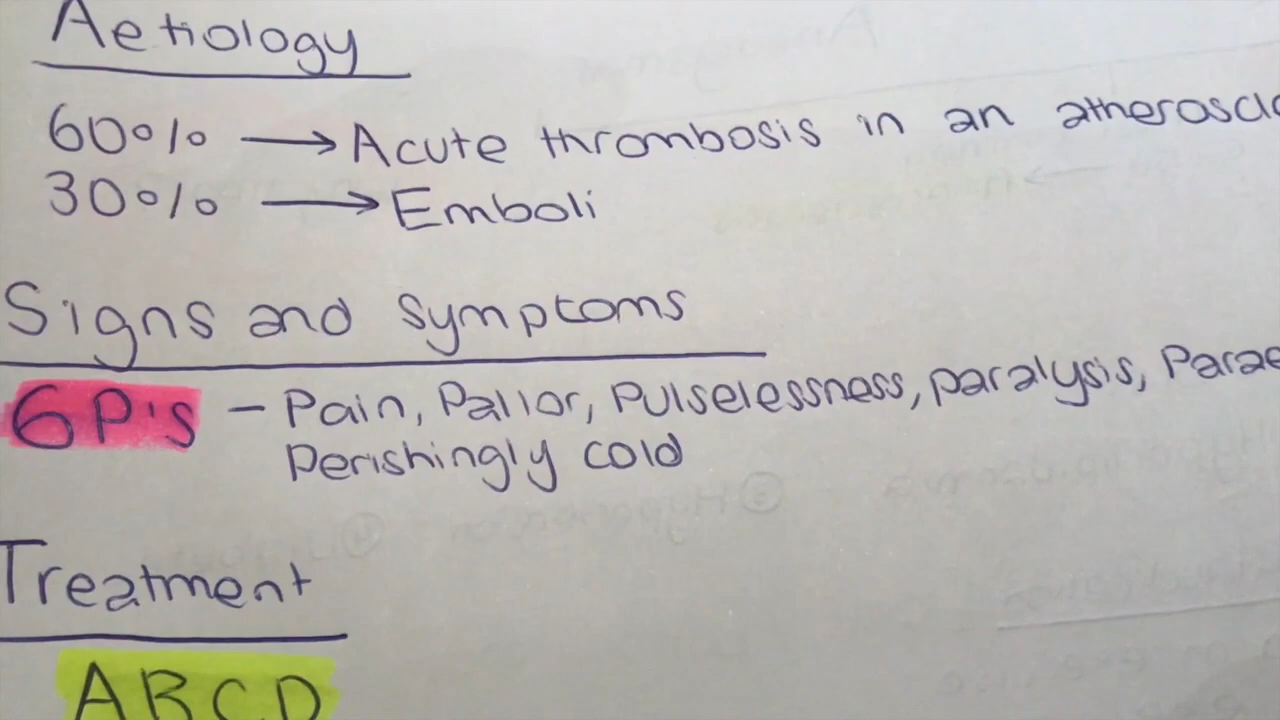 Aetiology
60% → Acute thrombosis in an atheroscl
30% → Emboli
Signs and symptoms
6P's - Pain, Pallor, Pulselessness, paralysis, Parae
Perishingly cold
Treatment
ABCD